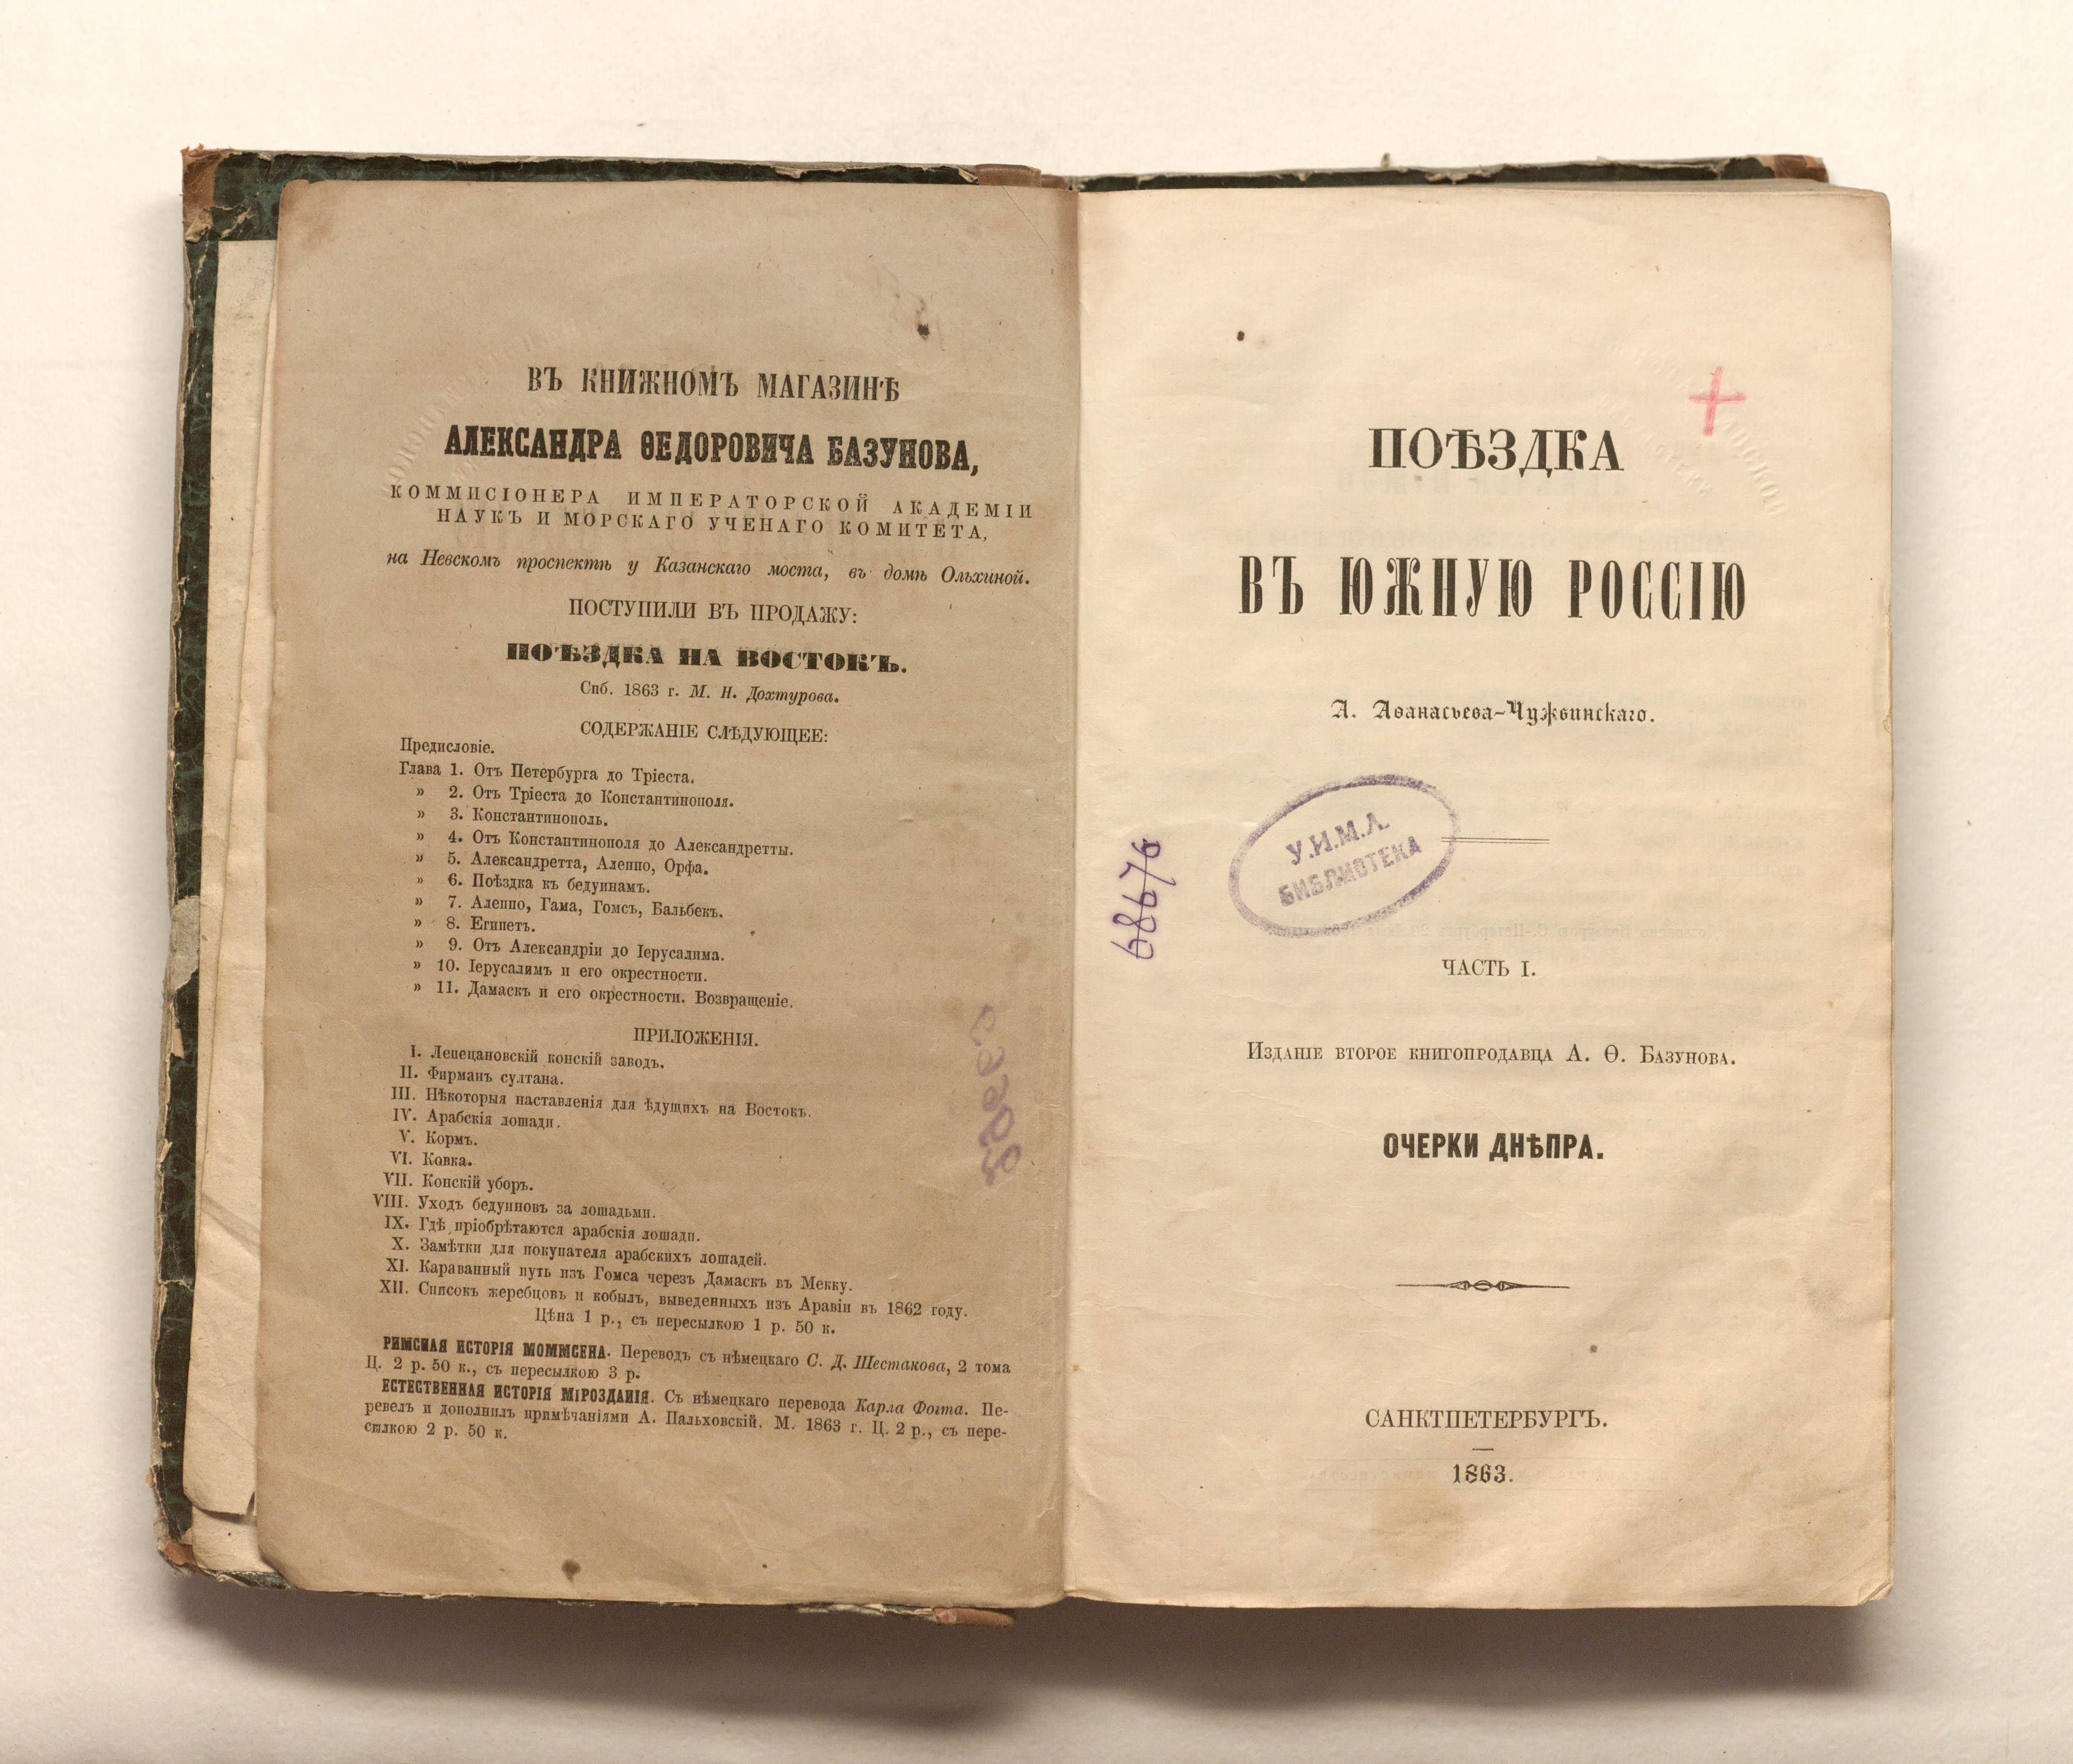 ВЪ КНИЖНОМЪ МАГАЗИНѢ
АЛЕКСАНДРА ѲЕДОРОВИЧА БАЗУНОВА,
КОММИСІОНЕРА ИМПЕРАТОРСКОЙ АКАДЕМІИ
НАУКЪ И МОРСКАГО УЧЕНАГО КОМИТЕТА,
на Невскомъ проспектѣ у Казанскаго моста, въ домѣ Ольхиной.
ПОСТУПИЛИ ВЪ ПРОДАЖУ:
ПОѢЗДКА НА ВОСТОКЪ.
Спб. 1863 г. М. Н. Дохтурова.
СОДЕРЖАНІЕ СЛѢДУЮЩЕЕ:
Предисловіе.
Глава 1. Отъ Петербурга до Тріеста.
» 2. Отъ Тріеста до Константинополя.
» 3. Константинополь.
» 4. Отъ Константинополя до Александретты.
» 5. Александретта, Алеппо, Орфа.
» 6. Поѣздка къ бедуинамъ.
» 7. Алеппо, Гама, Гомсъ, Бальбекъ.
» 8. Египетъ.
» 9. Отъ Александріи до Іерусалима.
» 10. Іерусалимъ и его окрестности.
» 11. Дамаскъ и его окрестности. Возвращеніе.
ПРИЛОЖЕНІЯ.
I. Лепецановскій конскій заводъ.
II. Фирманъ султана.
III. Нѣкоторыя наставленія для ѣдущихъ на Востокъ.
IV. Арабскія лошади.
V. Кормъ.
VI. Ковка.
VII. Конскій уборъ.
VIII. Уходъ бедуиновъ за лошадьми.
IX. Гдѣ пріобрѣтаются арабскія лошади.
X. Замѣтки для покупателя арабскихъ лошадей.
XI. Караванный путь изъ Гомса черезъ Дамаскъ въ Мекку.
XII. Списокъ жеребцовъ и кобылъ, выведенныхъ изъ Аравіи въ 1862 году.
Цѣна 1 р., съ пересылкою 1 р. 50 к.
РИМСКАЯ ИСТОРІЯ МОММСЕНА. Переводъ съ нѣмецкаго С. Д. Шестакова, 2 тома
Ц. 2 р. 50 к., съ пересылкою 3 р.
ЕСТЕСТВЕННАЯ ИСТОРІЯ МІРОЗДАНІЯ. Съ нѣмецкаго перевода Карла Фогта. Пе-
ревелъ и дополнилъ примѣчаніями А. Пальховскій. М. 1863 г. Ц. 2 р., съ пере-
сылкою 2 р. 50 к.
ПОѢЗДКА
ВЪ ЮЖНУЮ РОССІЮ
А. Аѳанасьева-Чужбинскаго.
У.И.М.Л.
БИБЛИОТЕКА
68676
ЧАСТЬ I.
Изданіе второе книгопродавца А. Ѳ. Базунова.
ОЧЕРКИ ДНѢПРА.
САНКТПЕТЕРБУРГЪ.
1863.